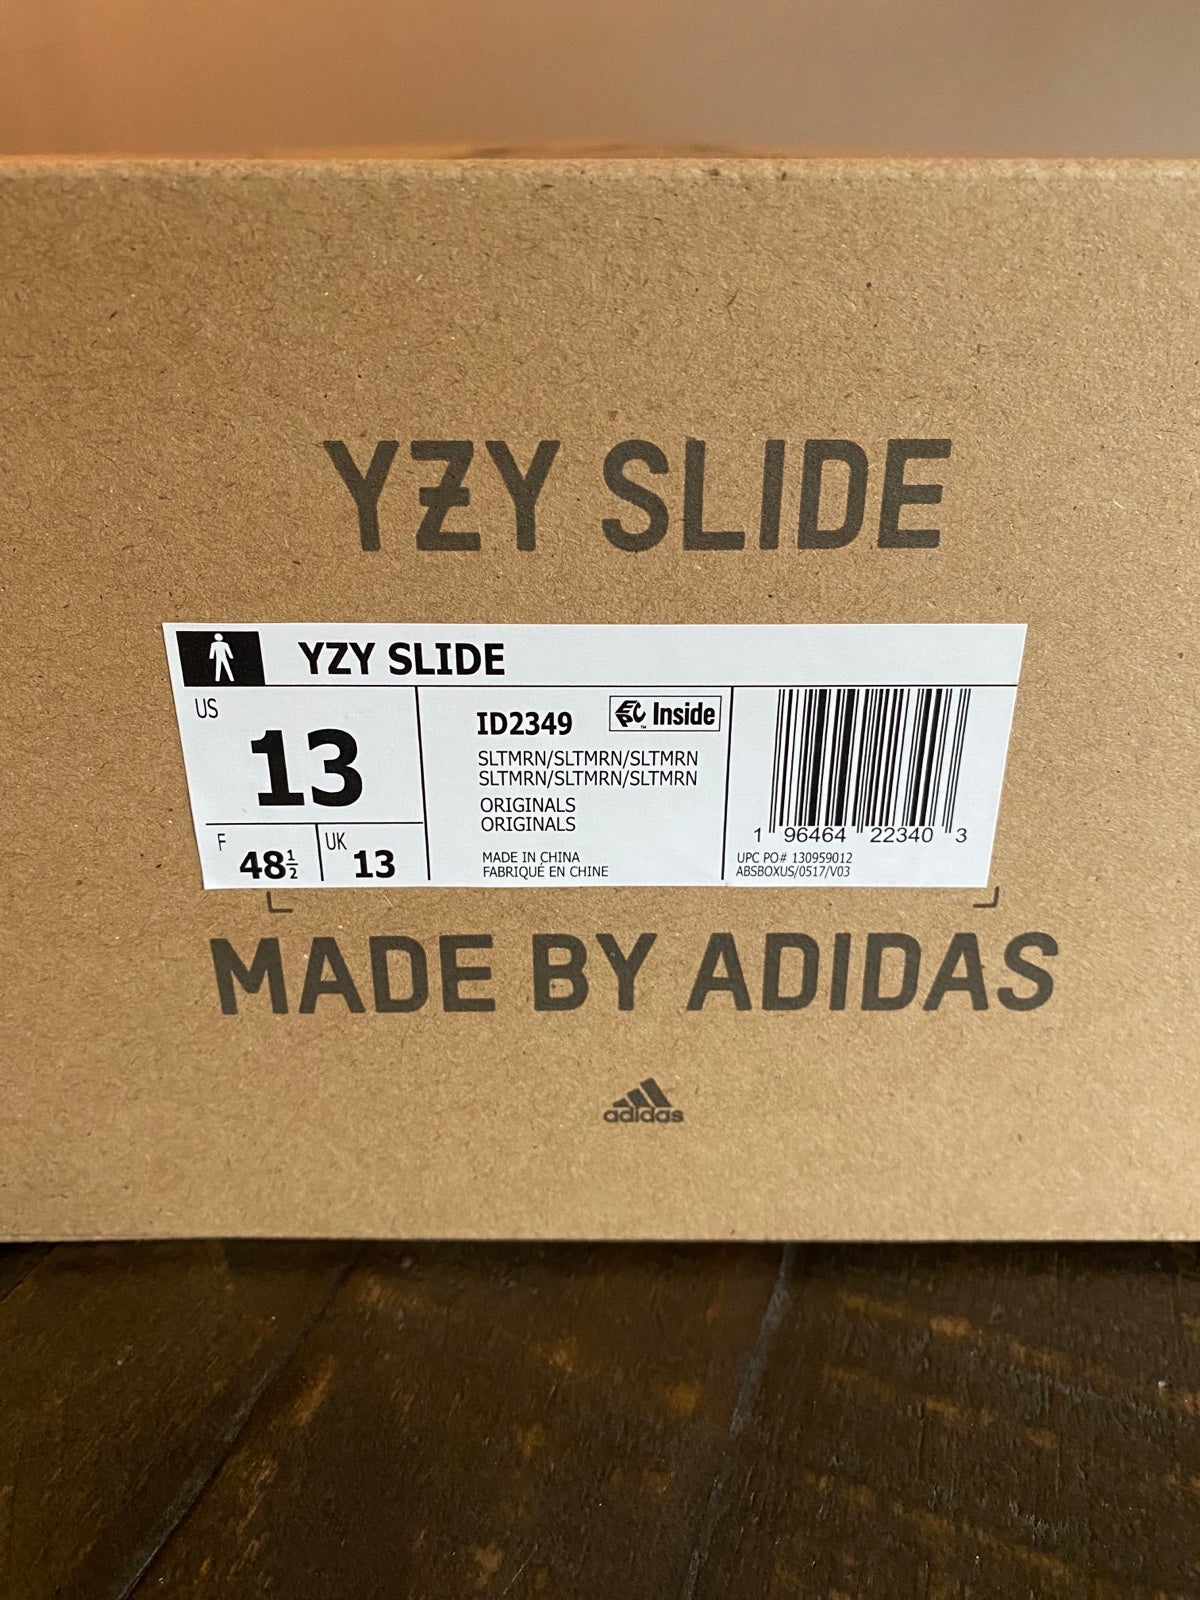 YZY SLIDE
YZY SLIDE
US
13
F 48½
UK 13
ID2349
Inside
SLTMRN/SLTMRN/SLTMRN
SLTMRN/SLTMRN/SLTMRN
ORIGINALS
ORIGINALS
MADE IN CHINA
FABRIQUÉ EN CHINE
1 96464 22340 3
UPC PO# 130959012
ABSBOXUS/0517/V03
MADE BY ADIDAS
adidas